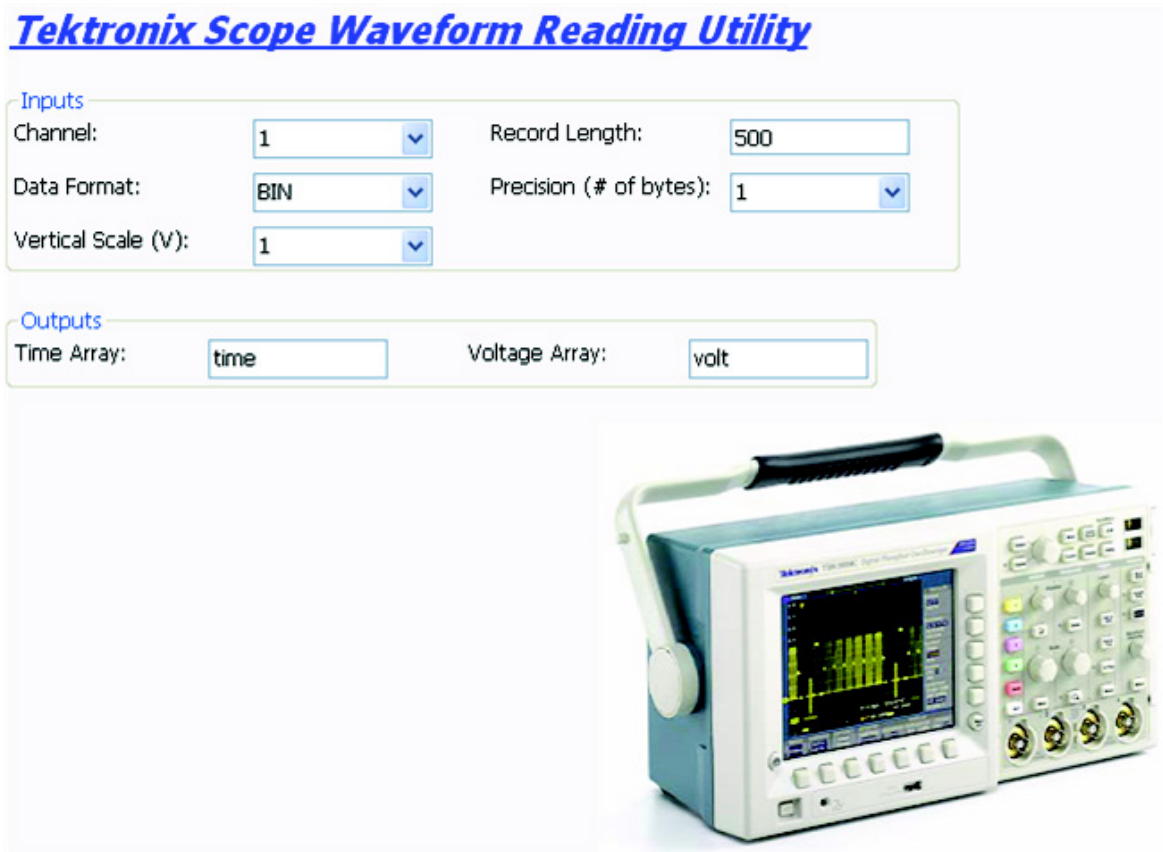 Tektronix Scope Waveform Reading Utility
Inputs
Channel: 1 Record Length: 500
Data Format: BIN Precision (# of bytes): 1
Vertical Scale (V): 1
Outputs
Time Array: time Voltage Array: volt
Tektronix